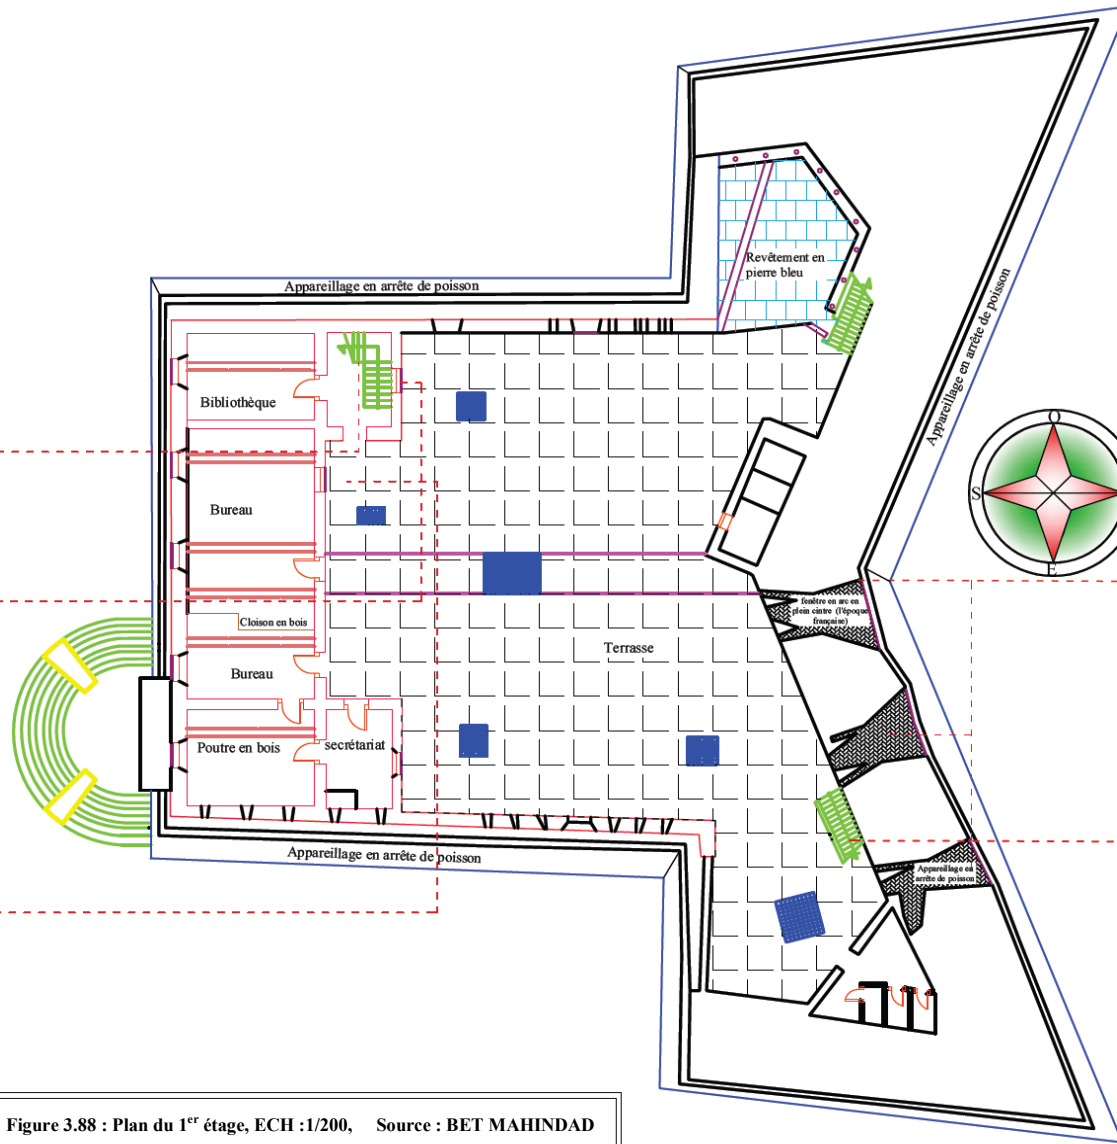 Appareillage en arrête de poisson
Revêtement en
pierre bleu
Appareillage en arrête de poisson
Bibliothèque
O
S
E
Bureau
fenêtre en arc en
plein cintre (l'époque
française)
Cloison en bois
Terrasse
Bureau
Poutre en bois
secrétariat
Appareillage en arrête de poisson
Appareillage en
arrête de poisson
Figure 3.88 : Plan du 1er étage, ECH :1/200, Source : BET MAHINDAD